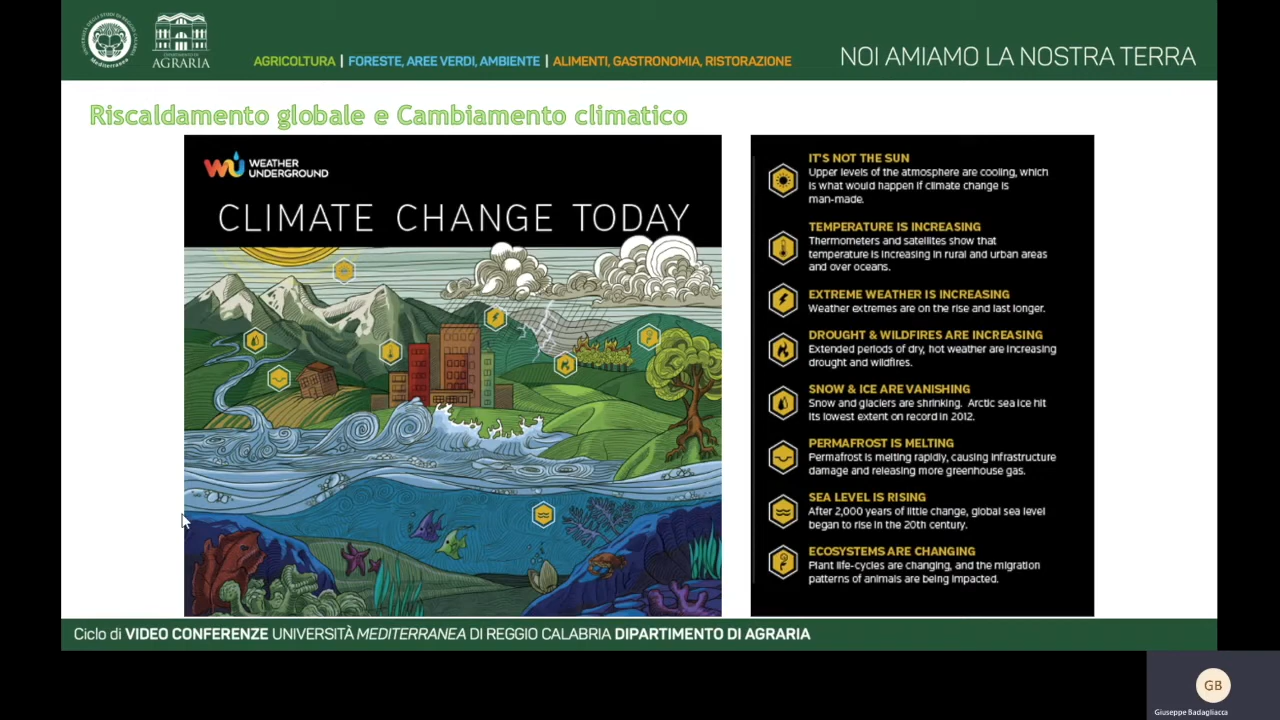 AGRARIA
AGRICOLTURA | FORESTE, AREE VERDI, AMBIENTE | ALIMENTI, GASTRONOMIA, RISTORAZIONE
NOI AMIAMO LA NOSTRA TERRA
Riscaldamento globale e Cambiamento climatico
WEATHER
UNDERGROUND
CLIMATE CHANGE TODAY
IT'S NOT THE SUN
Upper levels of the atmosphere are cooling, which
is what would happen if climate change is
man-made.
TEMPERATURE IS INCREASING
Thermometers and satellites show that
temperature is increasing in rural and urban areas
and over oceans.
EXTREME WEATHER IS INCREASING
Weather extremes are on the rise and last longer.
DROUGHT & WILDFIRES ARE INCREASING
Extended periods of dry, hot weather are increasing
drought and wildfires.
SNOW & ICE ARE VANISHING
Snow and glaciers are shrinking. Arctic sea ice hit
its lowest extent on record in 2012.
PERMAFROST IS MELTING
Permafrost is melting rapidly, causing infrastructure
damage and releasing more greenhouse gas.
SEA LEVEL IS RISING
After 2,000 years of little change, global sea level
began to rise in the 20th century.
ECOSYSTEMS ARE CHANGING
Plant life-cycles are changing, and the migration
patterns of animals are being impacted.
Ciclo di VIDEO CONFERENZE UNIVERSITÀ MEDITERRANEA DI REGGIO CALABRIA DIPARTIMENTO DI AGRARIA
GB
Giuseppe Badagliacca